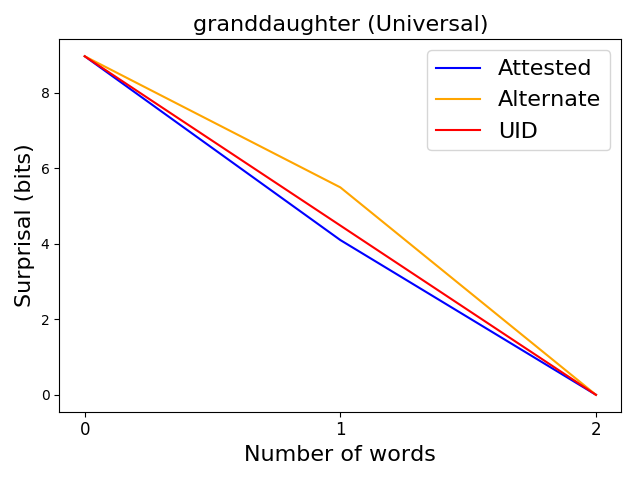 granddaughter (Universal)
Attested
Alternate
UID
Surprisal (bits)
8
6
4
2
0
0 1 2
Number of words